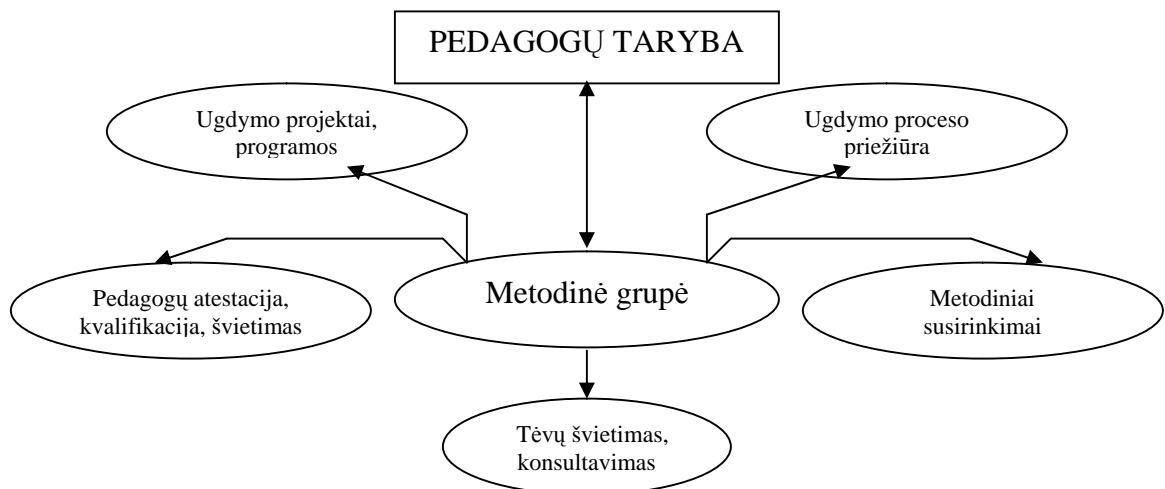 PEDAGOGŲ TARYBA
Ugdymo projektai,
programos
Ugdymo proceso
priežiūra
Pedagogų atestacija,
kvalifikacija, švietimas
Metodinė grupė
Metodiniai
susirinkimai
Tėvų švietimas,
konsultavimas